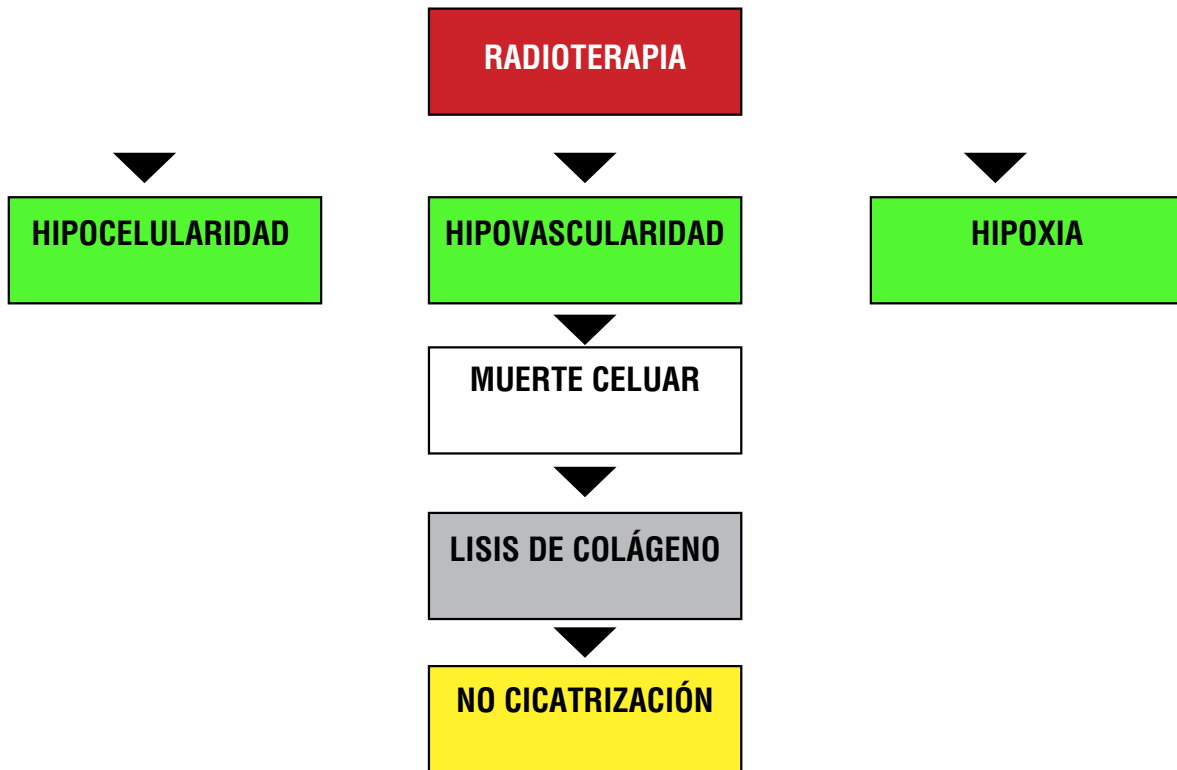 RADIOTERAPIA
HIPOCELULARIDAD
HIPOVASCULARIDAD
HIPOXIA
MUERTE CELUAR
LISIS DE COLÁGENO
NO CICATRIZACIÓN